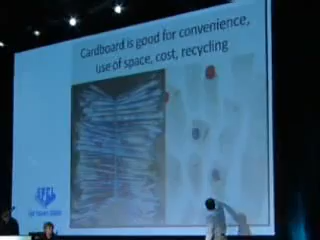 Cardboard is good for convenience,
use of space, cost, recycling